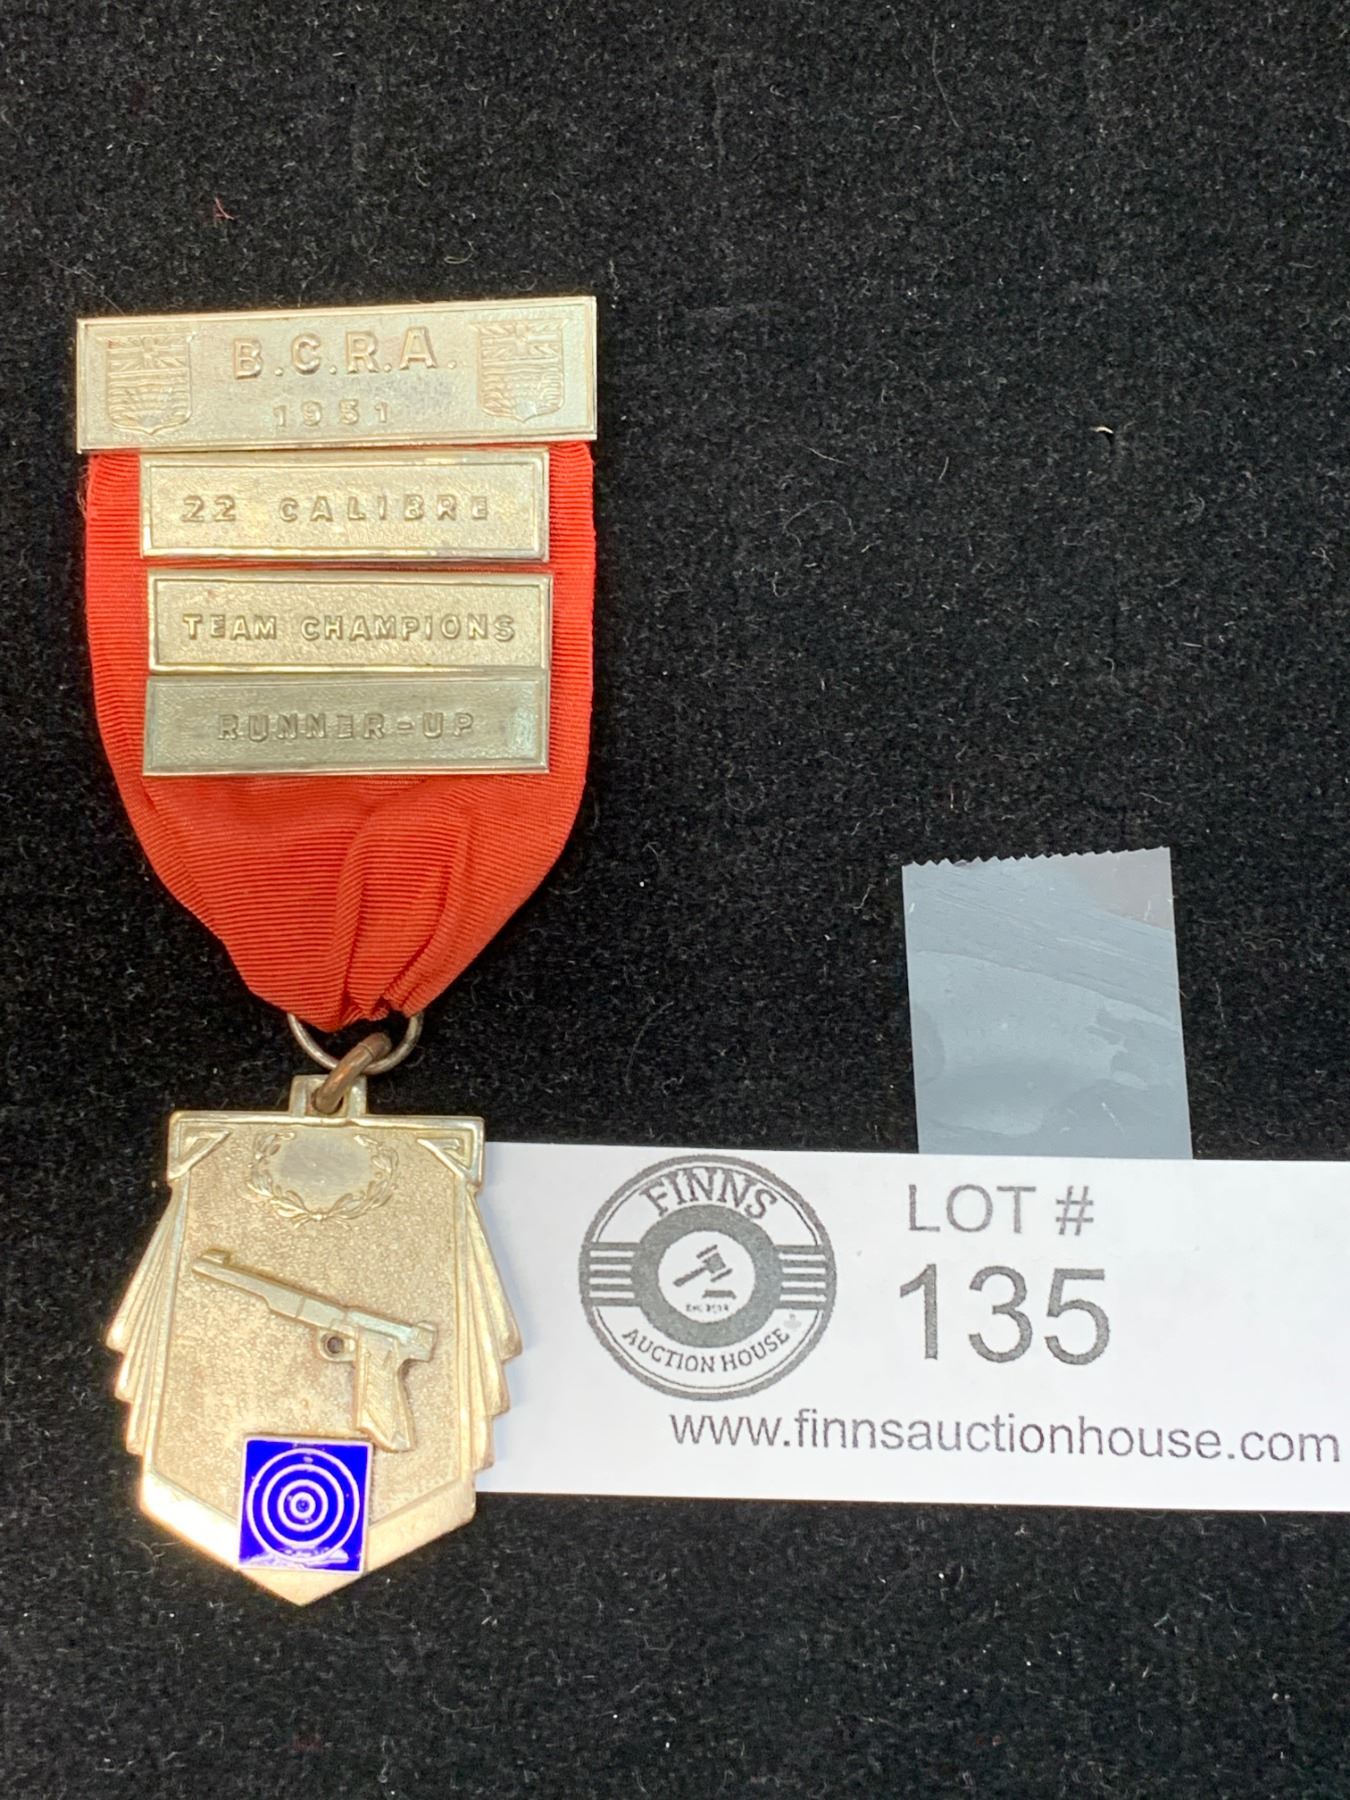 B.C.R.A.
1951
22 CALIBRE
TEAM CHAMPIONS
RUNNER-UP
FINNS
AUCTION HOUSE
LOT #
135
www.finnsauctionhouse.com